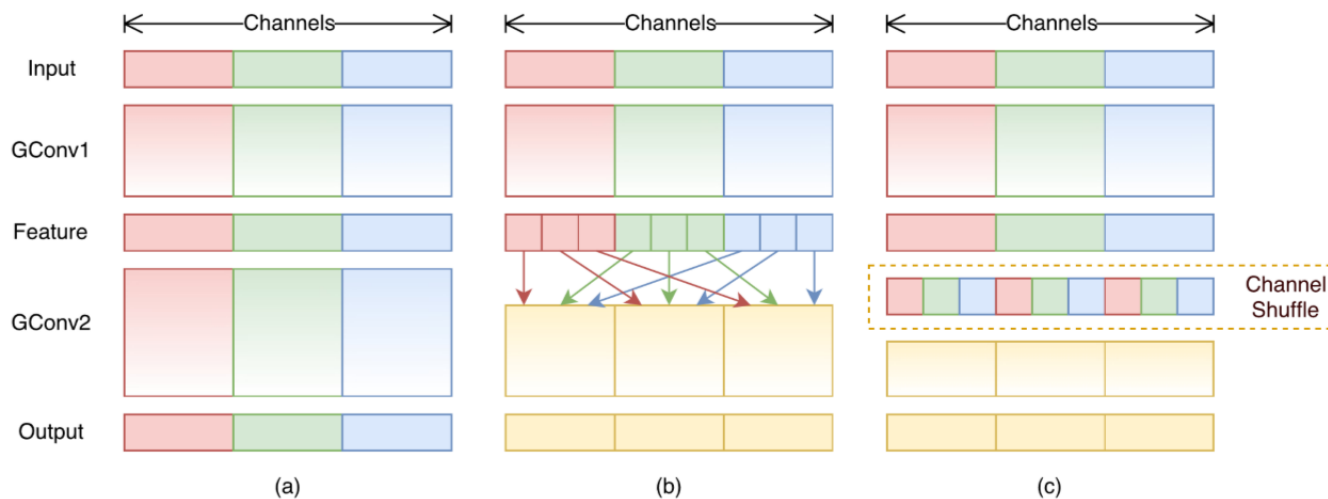 Channels
Channels
Channels
Input
GConv1
Feature
GConv2
Channel
Shuffle
Output
(a)
(b)
(c)